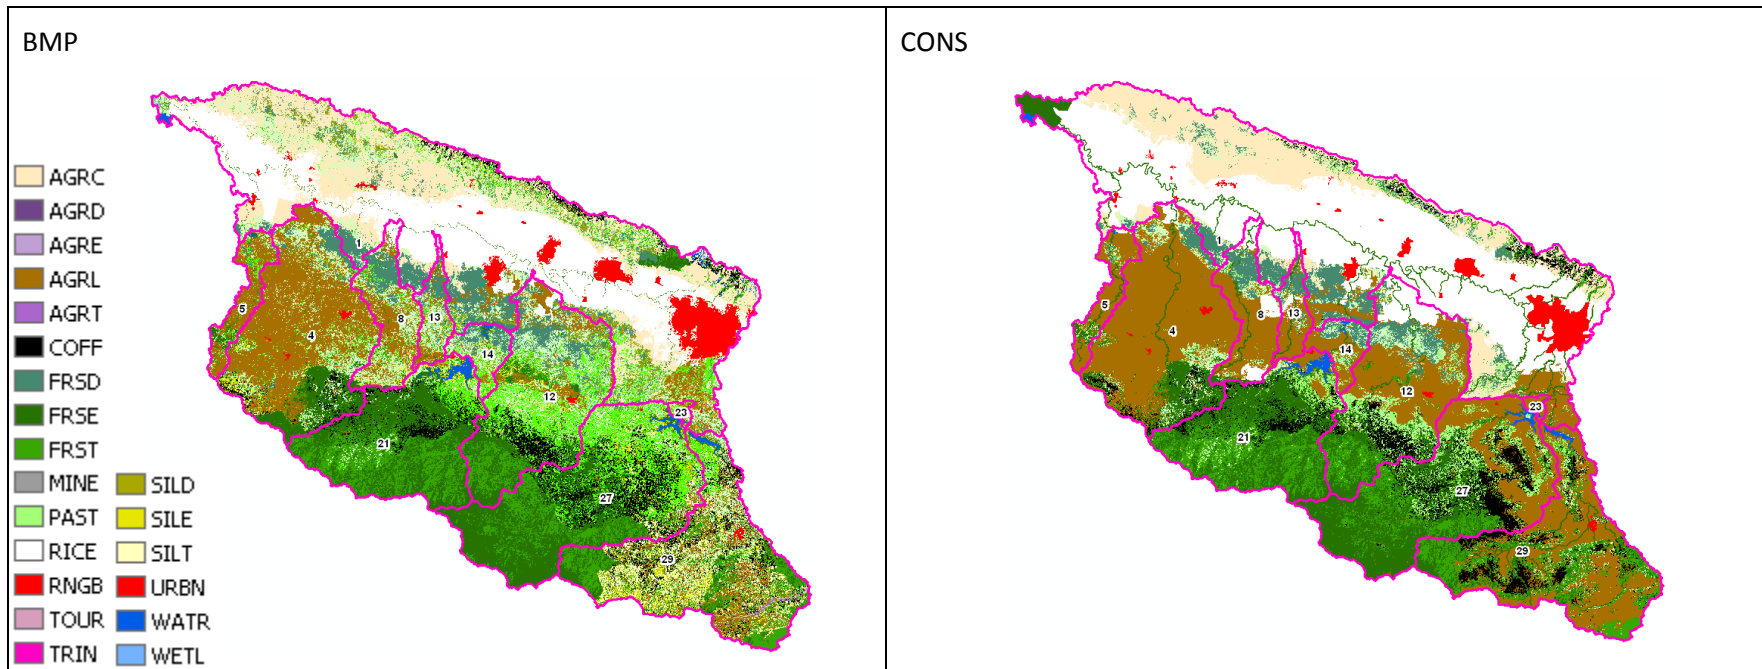 BMP
CONS
AGRC
AGRD
AGRE
AGRL
AGRT
COFF
FRSD
FRSE
FRST
MINE
PAST
RICE
RNGB
TOUR
TRIN
SILD
SILE
SILT
URBN
WATR
WETL
1
5
4
8
13
14
12
23
21
27
29
1
5
4
8
13
14
12
23
21
27
29